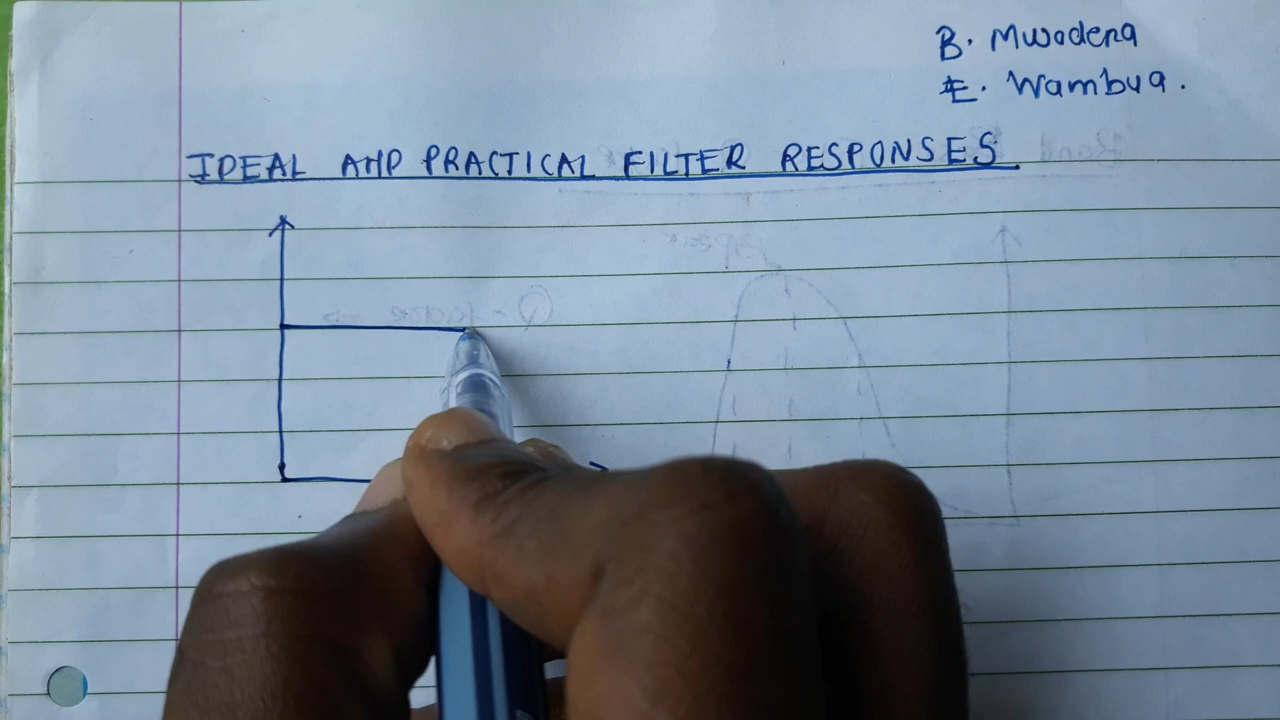 B. Mwadena
E. Wambua.
IDEAL AND PRACTICAL FILTER RESPONSES